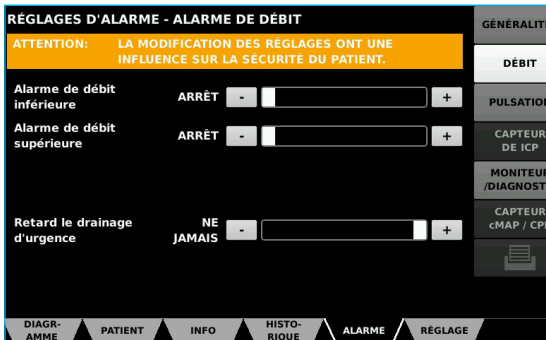 RÉGLAGES D'ALARME - ALARME DE DÉBIT
ATTENTION: LA MODIFICATION DES RÉGLAGES ONT UNE
INFLUENCE SUR LA SÉCURITÉ DU PATIENT.
Alarme de débit
inférieure
ARRÊT - +
Alarme de débit
supérieure
ARRÊT - +
Retard le drainage
d'urgence
NE
JAMAIS
- +
GÉNÉRALIT
DÉBIT
PULSATION
CAPTEUR
DE ICP
MONITEUR
/DIAGNOST
CAPTEUR
cMAP / CP
DIAGR-
AMME
PATIENT
INFO
HISTO-
RIQUE
ALARME
RÉGLAGE